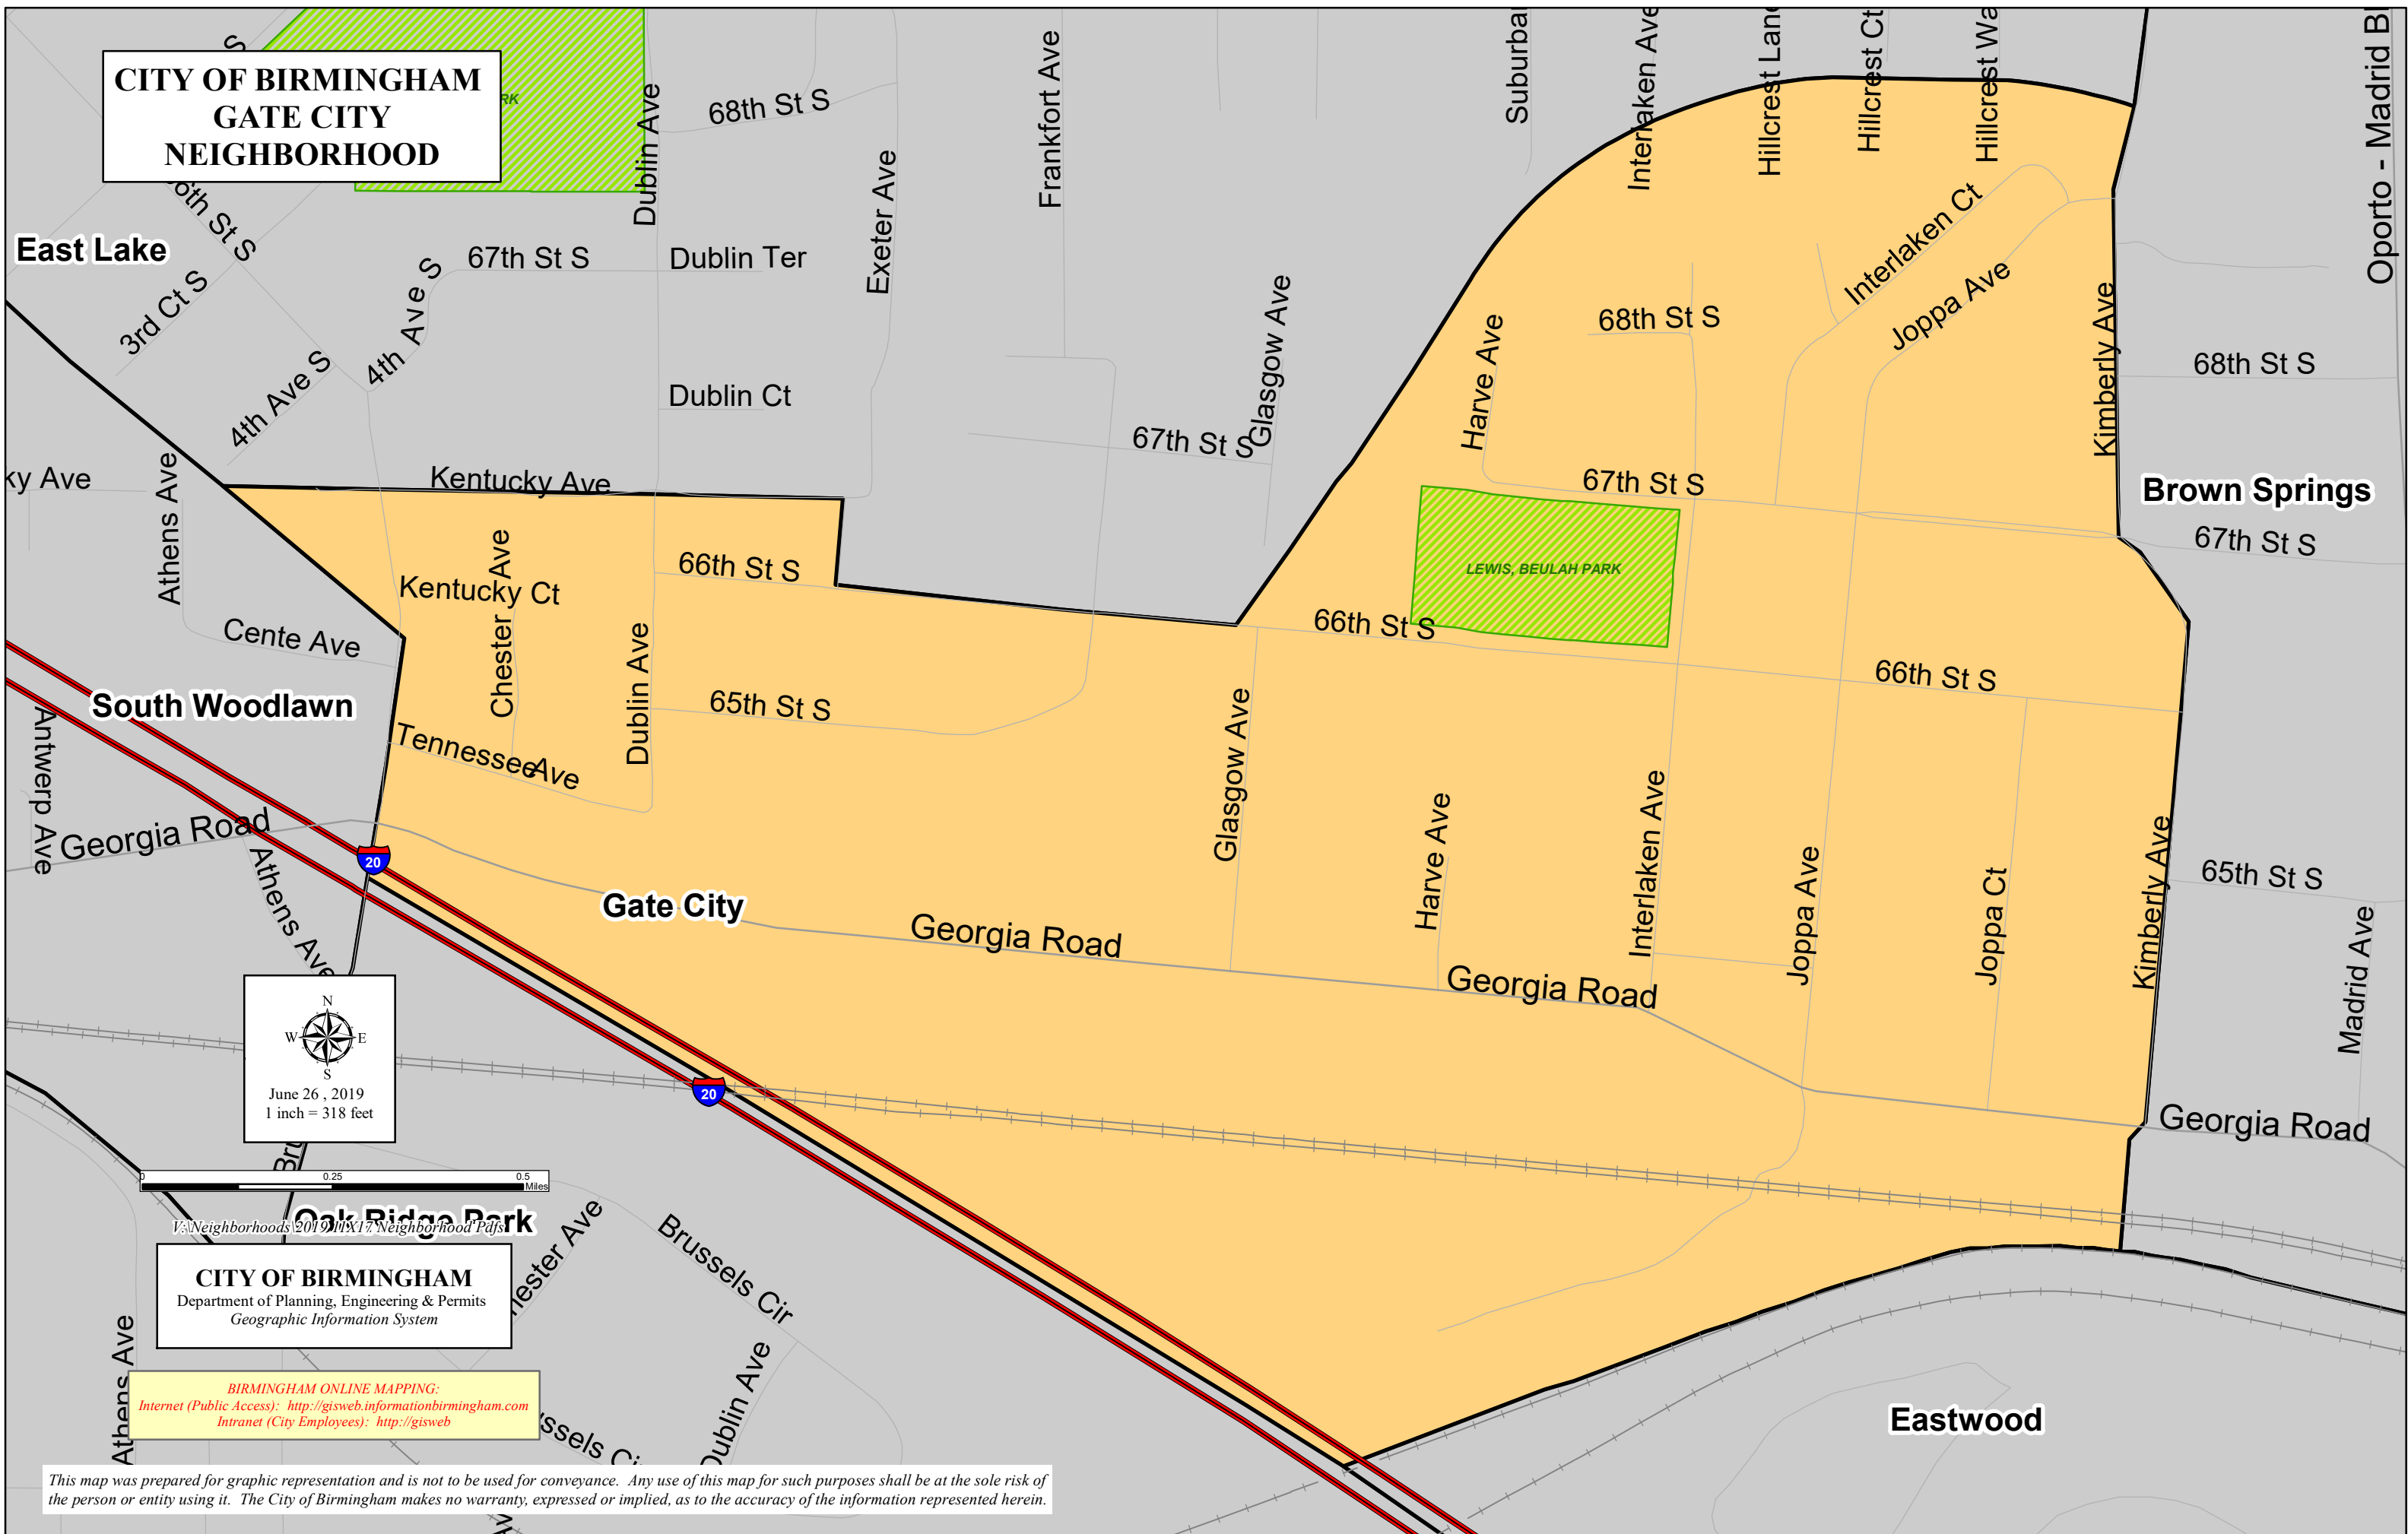 CITY OF BIRMINGHAM
GATE CITY
NEIGHBORHOOD
S
Dublin Ave
68th St S
Exeter Ave
Frankfort Ave
Interlaken Ave
Hillcrest Ct
East Lake
3rd Ct S
4th Ave S
67th St S
Dublin Ter
4th Ave S
Dublin Ct
Glasgow Ave
67th St S
Harve Ave
68th St S
Interlaken Ct
Joppa Ave
Kimberly Ave
68th St S
Athens Ave
Kentucky Ave
67th St S
Brown Springs
67th St S
LEWIS, BEULAH PARK
66th St S
Kentucky Ct
Chester Ave
Cente Ave
66th St S
66th St S
South Woodlawn
Dublin Ave
65th St S
Tennessee Ave
Antwerp Ave
Georgia Road
Athens Ave
20
Gate City
Georgia Road
Glasgow Ave
Harve Ave
Interlaken Ave
Joppa Ave
Joppa Ct
Kimberly Ave
65th St S
Madrid Ave
Georgia Road
Georgia Road
N
W E
S
June 26 , 2019
1 inch = 318 feet
20
0 0.25 0.5
Miles
Oak Ridge Park
V:\Neighborhoods\2019\11X17 Neighborhood Pdfs
CITY OF BIRMINGHAM
Department of Planning, Engineering & Permits
Geographic Information System
Brussels Cir
Dublin Ave
Athens Ave
BIRMINGHAM ONLINE MAPPING:
Internet (Public Access): http://gisweb.informationbirmingham.com
Intranet (City Employees): http://gisweb
Eastwood
This map was prepared for graphic representation and is not to be used for conveyance. Any use of this map for such purposes shall be at the sole risk of
the person or entity using it. The City of Birmingham makes no warranty, expressed or implied, as to the accuracy of the information represented herein.